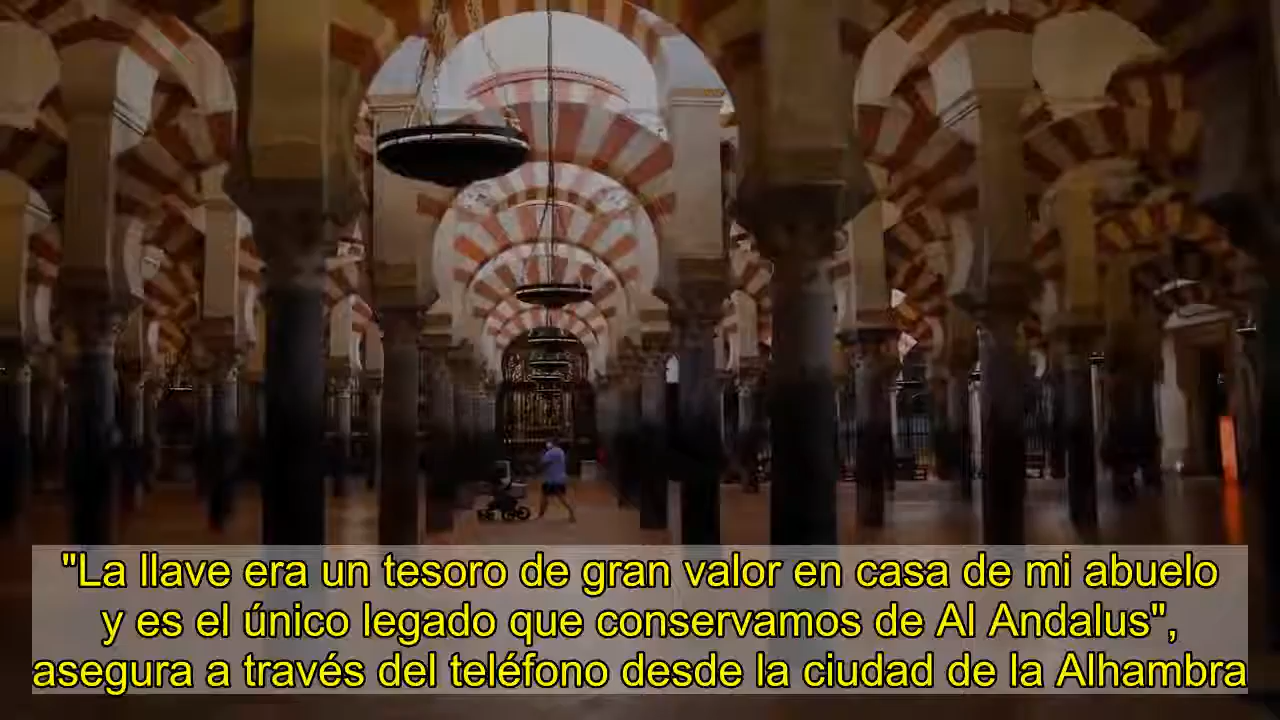 "La llave era un tesoro de gran valor en casa de mi abuelo
y es el único legado que conservamos de Al Andalus",
asegura a través del teléfono desde la ciudad de la Alhambra